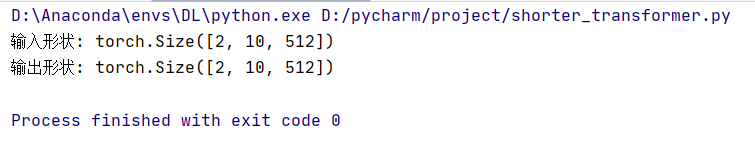 D:\Anaconda\envs\DL\python.exe D:/pycharm/project/shorter_transformer.py
输入形状: torch.Size([2, 10, 512])
输出形状: torch.Size([2, 10, 512])
Process finished with exit code 0